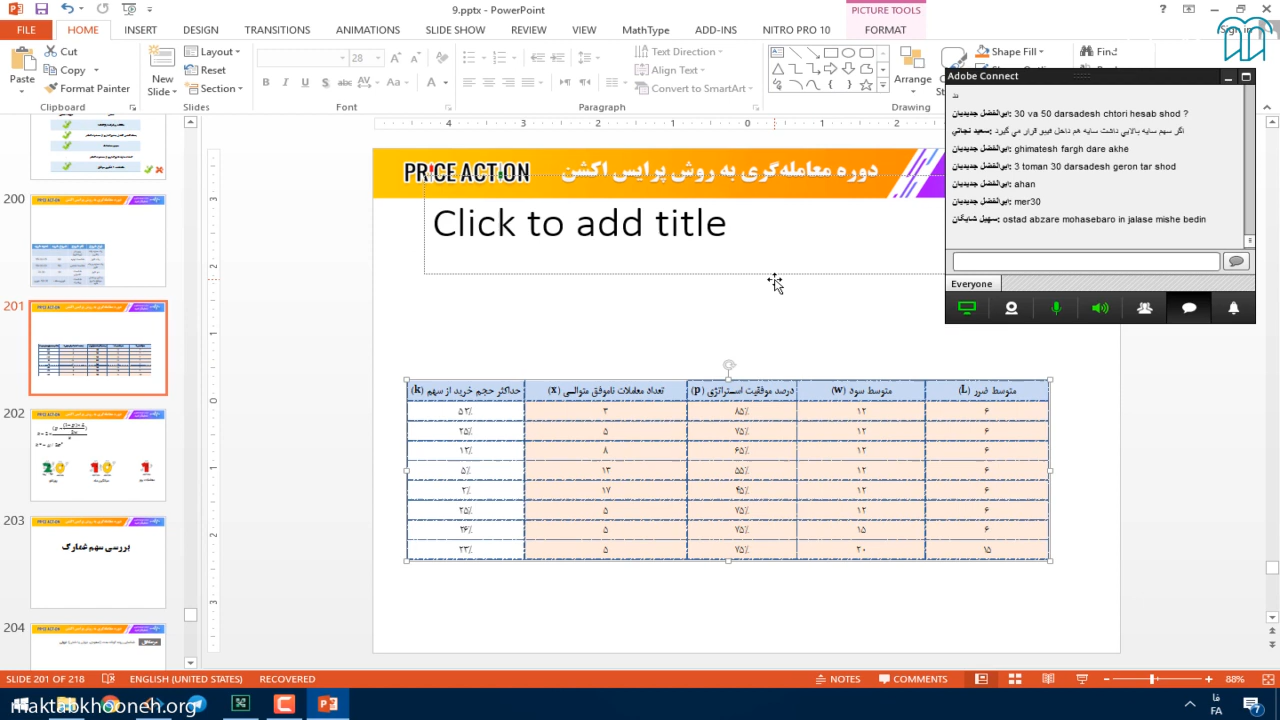 9.pptx - PowerPoint
PICTURE TOOLS
Sign in
FILE HOME INSERT DESIGN TRANSITIONS ANIMATIONS SLIDE SHOW REVIEW VIEW MathType ADD-INS NITRO PRO 10 FORMAT
Paste
Cut
Copy
Format Painter
New Slide
Layout
Reset
Section
28
Text Direction
Align Text
Convert to SmartArt
Arrange
Shape Fill
Find
Clipboard Slides Font Paragraph Drawing
Adobe Connect
ابوالفضل جدیدیان: 30 va 50 darsadesh chtori hesab shod ?
سعید نجاتی: اگر سهم سایه بالایی داشت سایه هم داخل فیبو قرار می گیرد
ابوالفضل جدیدیان: ghimatesh fargh dare akhe
ابوالفضل جدیدیان: 3 toman 30 darsadesh geron tar shod
ابوالفضل جدیدیان: ahan
ابوالفضل جدیدیان: mer30
سهیل شایگان: ostad abzare mohasebaro in jalase mishe bedin
Everyone
PRICE ACTION
دوره معامله‌گری به روش پرایس اکشن
Click to add title
متوسط ضرر (L) متوسط سود (w) درصد موفقیت استراتژی (p) تعداد معاملات ناموفق متوالی (x) حداکثر حجم خرید از سهم (k)
۶ ۱۲ ۸۵٪ ۳ ۵۲٪
۶ ۱۲ ۷۵٪ ۵ ۲۵٪
۶ ۱۲ ۶۵٪ ۸ ۱۲٪
۶ ۱۲ ۵۵٪ ۱۳ ۵٪
۶ ۱۲ ۴۵٪ ۱۷ ۲٪
۶ ۱۲ ۷۵٪ ۵ ۲۵٪
۶ ۱۵ ۷۵٪ ۵ ۲۶٪
۱۵ ۲۰ ۷۵٪ ۵ ۲۳٪
200
201
202
203
بررسی سهم غمارک
204
SLIDE 201 OF 218 ENGLISH (UNITED STATES) RECOVERED NOTES COMMENTS 88%
maktabkhooneh.org
فا
FA
7